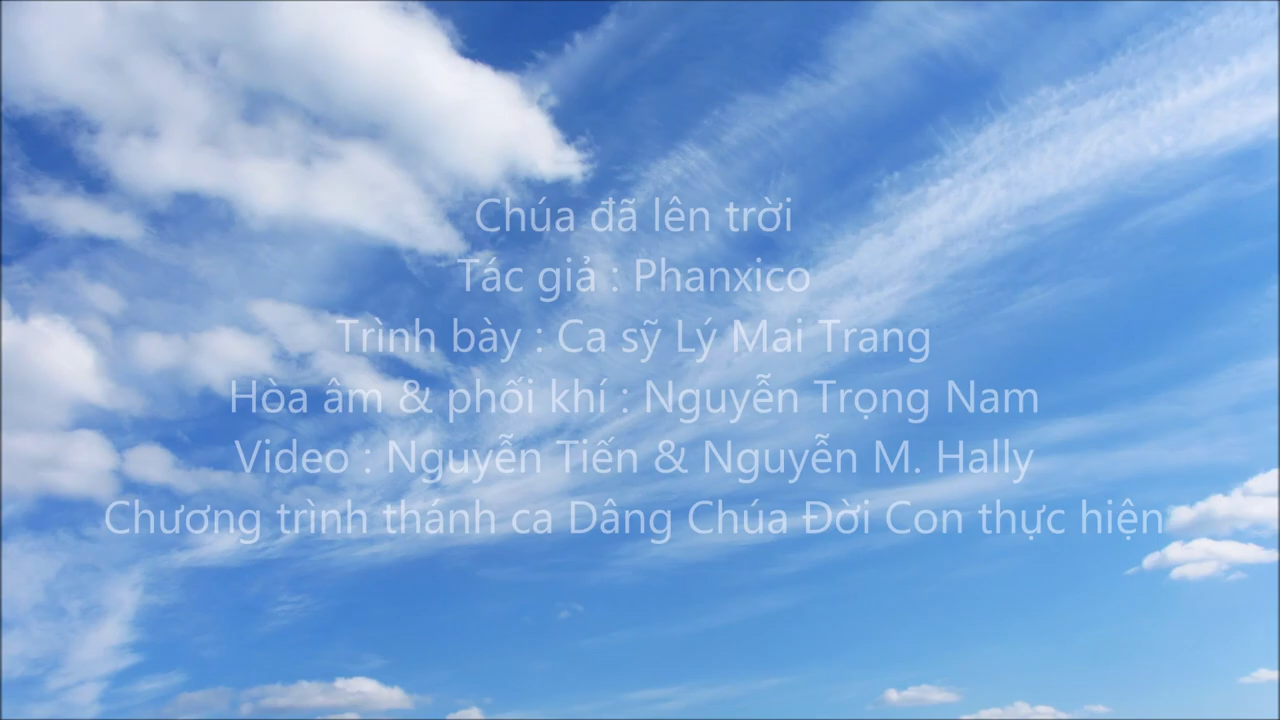 Chúa đã lên trời
Tác giả : Phanxico
Trình bày : Ca sỹ Lý Mai Trang
Hòa âm & phối khí : Nguyễn Trọng Nam
Video : Nguyễn Tiến & Nguyễn M. Hally
Chương trình thánh ca Dâng Chúa Đời Con thực hiện